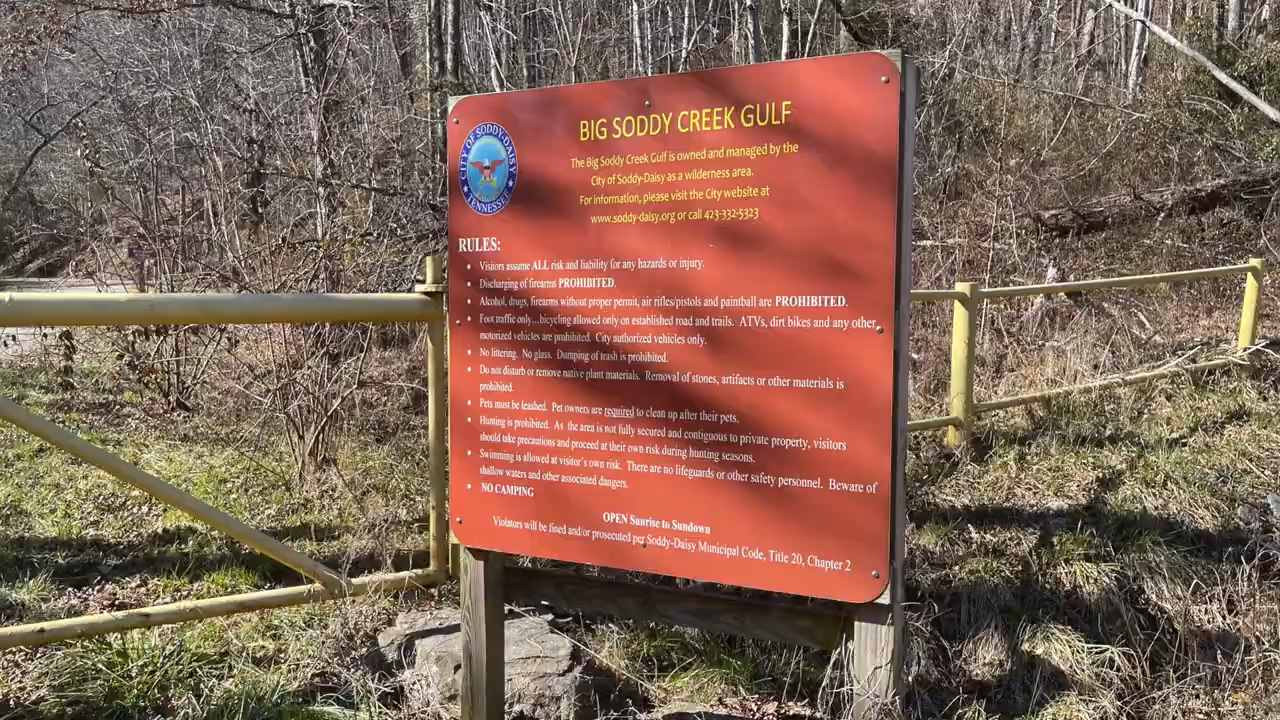 BIG SODDY CREEK GULF
CITY OF SODDY-DAISY
TENNESSEE
The Big Soddy Creek Gulf is owned and managed by the
City of Soddy-Daisy as a wilderness area.
For information, please visit the City website at
www.soddy-daisy.org or call 423-332-5323
RULES:
• Visitors assume ALL risk and liability for any hazards or injury.
• Discharging of firearms PROHIBITED.
• Alcohol, drugs, firearms without proper permit, air rifles/pistols and paintball are PROHIBITED.
• Foot traffic only...bicycling allowed only on established road and trails. ATVs, dirt bikes and any other
motorized vehicles are prohibited. City authorized vehicles only.
• No littering. No glass. Dumping of trash is prohibited.
• Do not disturb or remove native plant materials. Removal of stones, artifacts or other materials is
prohibited.
• Pets must be leashed. Pet owners are required to clean up after their pets.
• Hunting is prohibited. As the area is not fully secured and contiguous to private property, visitors
should take precautions and proceed at their own risk during hunting seasons.
• Swimming is allowed at visitor's own risk. There are no lifeguards or other safety personnel. Beware of
shallow waters and other associated dangers.
• NO CAMPING
OPEN Sunrise to Sundown
Violators will be fined and/or prosecuted per Soddy-Daisy Municipal Code, Title 20, Chapter 2